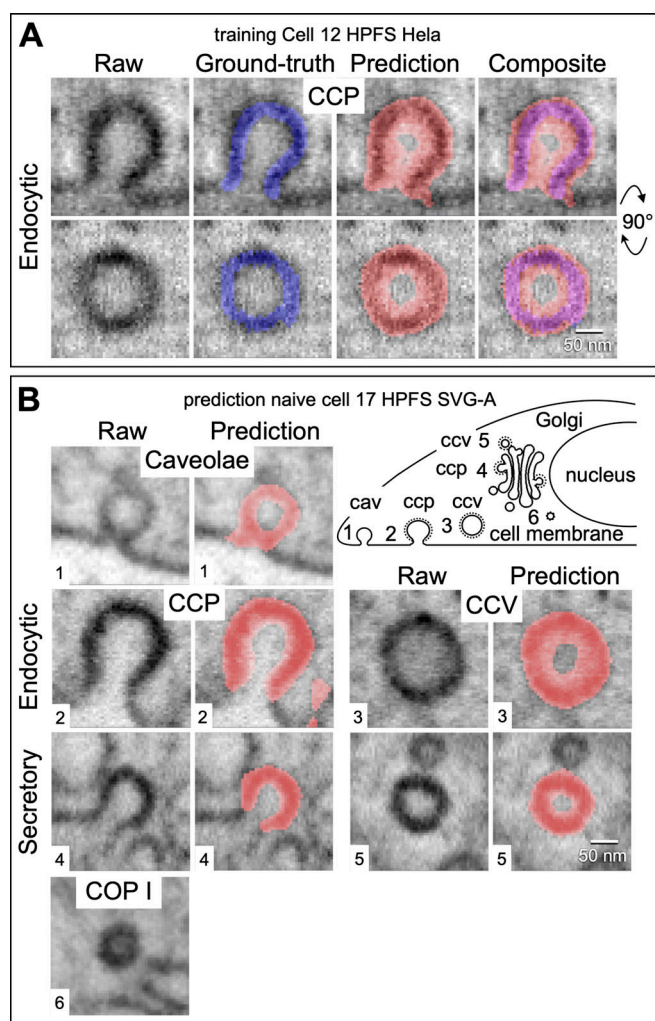 A
training Cell 12 HPFS Hela
Raw Ground-truth Prediction Composite
CCP
Endocytic
90°
50 nm
B
prediction naive cell 17 HPFS SVG-A
Raw Prediction
Caveolae
1 1
Golgi
ccv 5
ccp 4
nucleus
cav ccp ccv
1 2 3 6
cell membrane
Endocytic
CCP
2 2
Raw Prediction
CCV
3 3
Secretory
4 4
5 5
50 nm
COP I
6